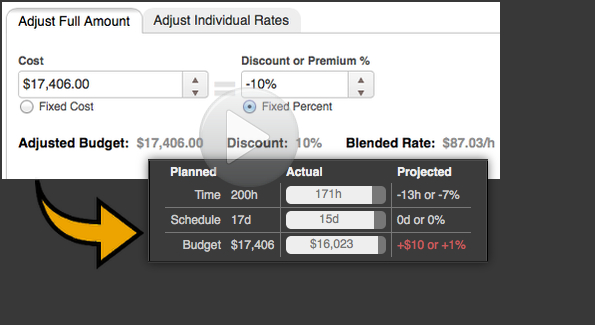 Adjust Full Amount Adjust Individual Rates
Cost Discount or Premium %
$17,406.00 = -10%
Fixed Cost Fixed Percent
Adjusted Budget: $17,406.00 Discount: 10% Blended Rate: $87.03/h
Planned Actual Projected
Time 200h 171h -13h or -7%
Schedule 17d 15d 0d or 0%
Budget $17,406 $16,023 +$10 or +1%